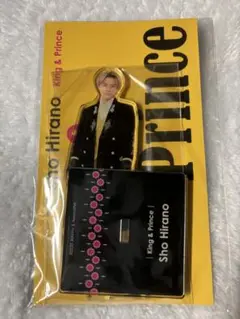 Sho Hirano
King & Prince
Prince
| King & Prince |
Sho Hirano